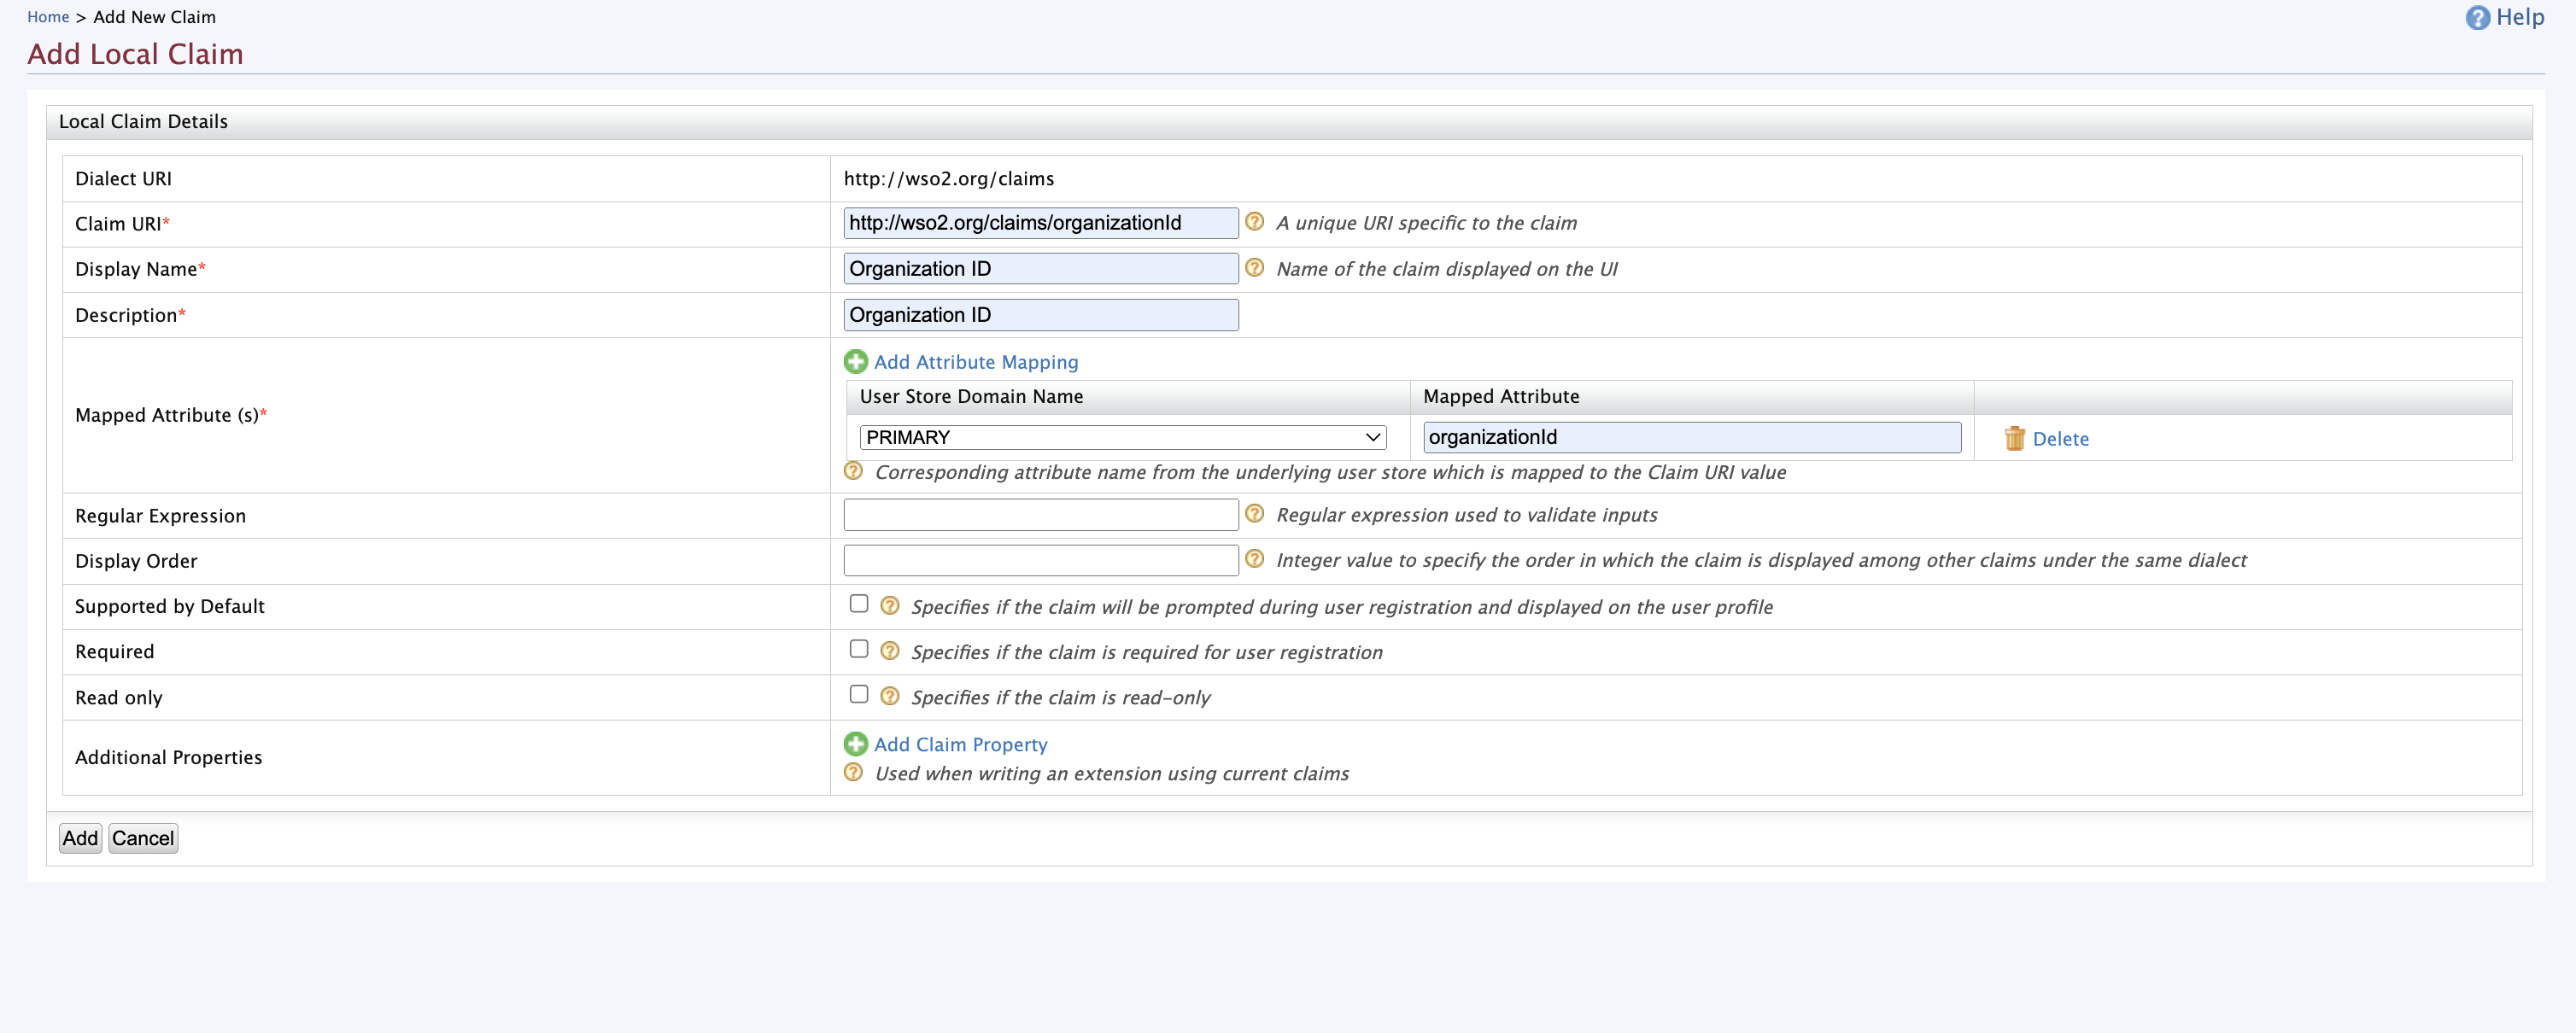 Home > Add New Claim
Help
Add Local Claim
Local Claim Details
Dialect URI
http://wso2.org/claims
Claim URI*
http://wso2.org/claims/organizationId
A unique URI specific to the claim
Display Name*
Organization ID
Name of the claim displayed on the UI
Description*
Organization ID
Mapped Attribute (s)*
Add Attribute Mapping
User Store Domain Name
Mapped Attribute
PRIMARY
organizationId
Delete
Corresponding attribute name from the underlying user store which is mapped to the Claim URI value
Regular Expression
Regular expression used to validate inputs
Display Order
Integer value to specify the order in which the claim is displayed among other claims under the same dialect
Supported by Default
Specifies if the claim will be prompted during user registration and displayed on the user profile
Required
Specifies if the claim is required for user registration
Read only
Specifies if the claim is read-only
Additional Properties
Add Claim Property
Used when writing an extension using current claims
Add
Cancel